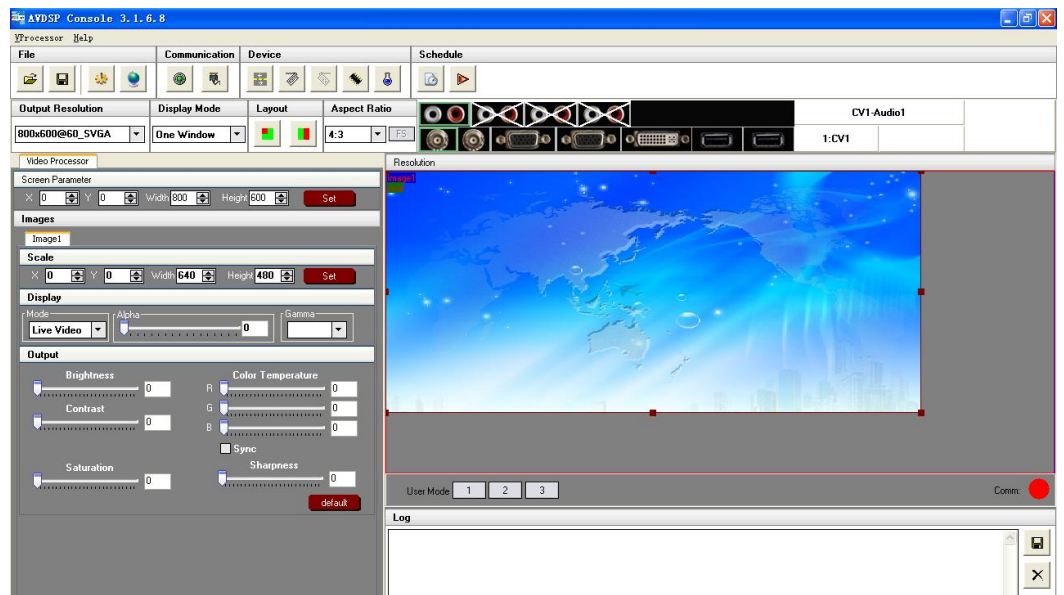 AVDSP Console 3.1.6.8
VProcessor Help
File Communication Device Schedule
Output Resolution Display Mode Layout Aspect Ratio
CV1-Audio1
800x600@60_SVGA One Window 4:3 FS
1:CV1
Video Processor
Resolution
Screen Parameter
X 0 Y 0 Width 800 Height 600 Set
Images
Image1
Scale
X 0 Y 0 Width 640 Height 480 Set
Display
Mode Alpha Gamma
Live Video 0
Output
Brightness 0
Contrast 0
Saturation 0
Color Temperature
R 0
G 0
B 0
Sync
Sharpness
0
default
Image1
User Mode 1 2 3
Comm:
Log